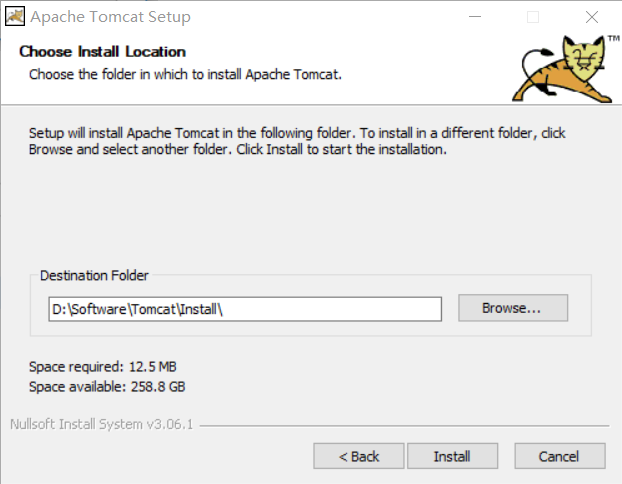 Apache Tomcat Setup
Choose Install Location
Choose the folder in which to install Apache Tomcat.
TM
Setup will install Apache Tomcat in the following folder. To install in a different folder, click
Browse and select another folder. Click Install to start the installation.
Destination Folder
D:\Software\Tomcat\Install\
Browse...
Space required: 12.5 MB
Space available: 258.8 GB
Nullsoft Install System v3.06.1
< Back
Install
Cancel